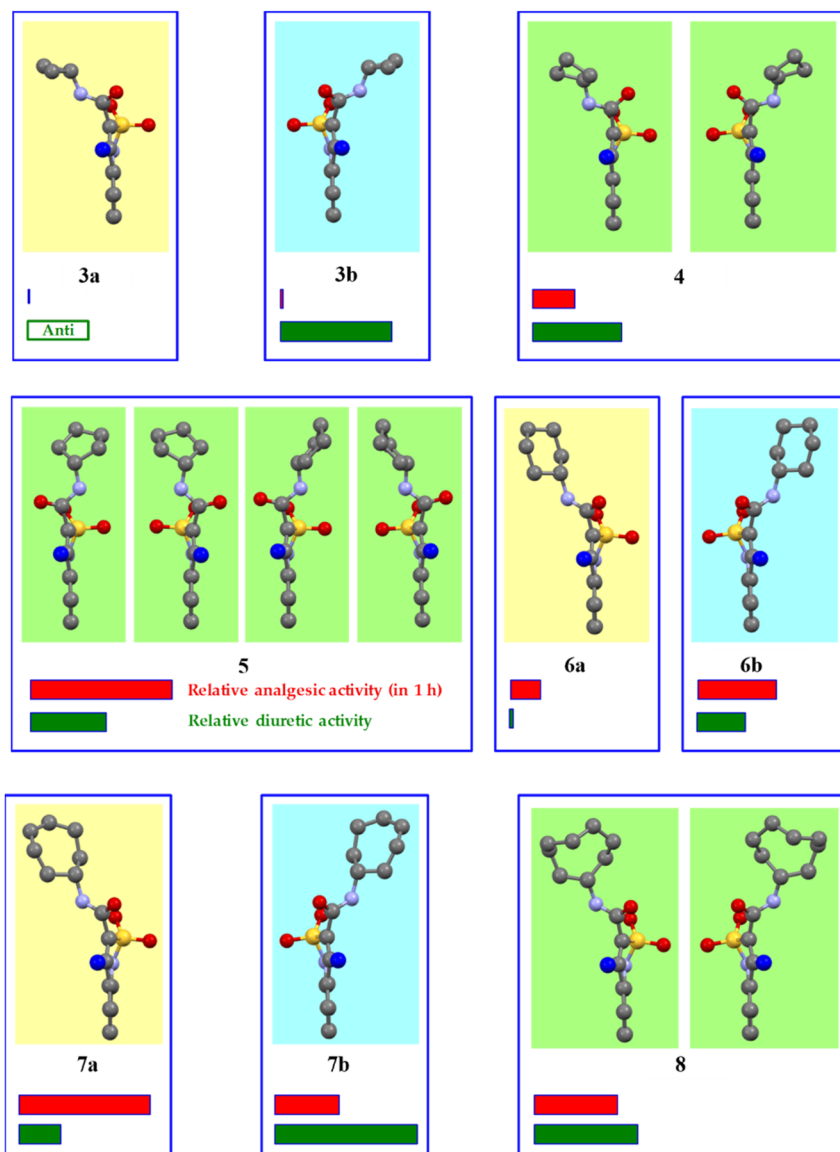 3a
3b
4
Anti
5
6a
6b
Relative analgesic activity (in 1 h)
Relative diuretic activity
7a
7b
8